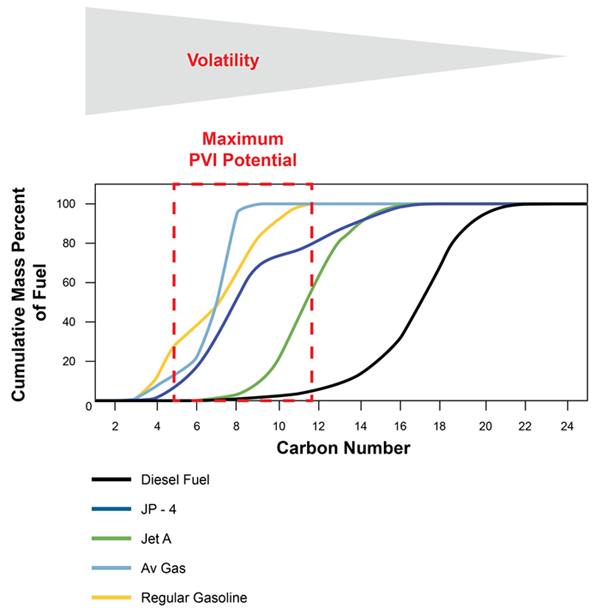 Volatility
Maximum
PVI Potential
Cumulative Mass Percent
of Fuel
100
80
60
40
20
0
2 4 6 8 10 12 14 16 18 20 22 24
Carbon Number
Diesel Fuel
JP - 4
Jet A
Av Gas
Regular Gasoline